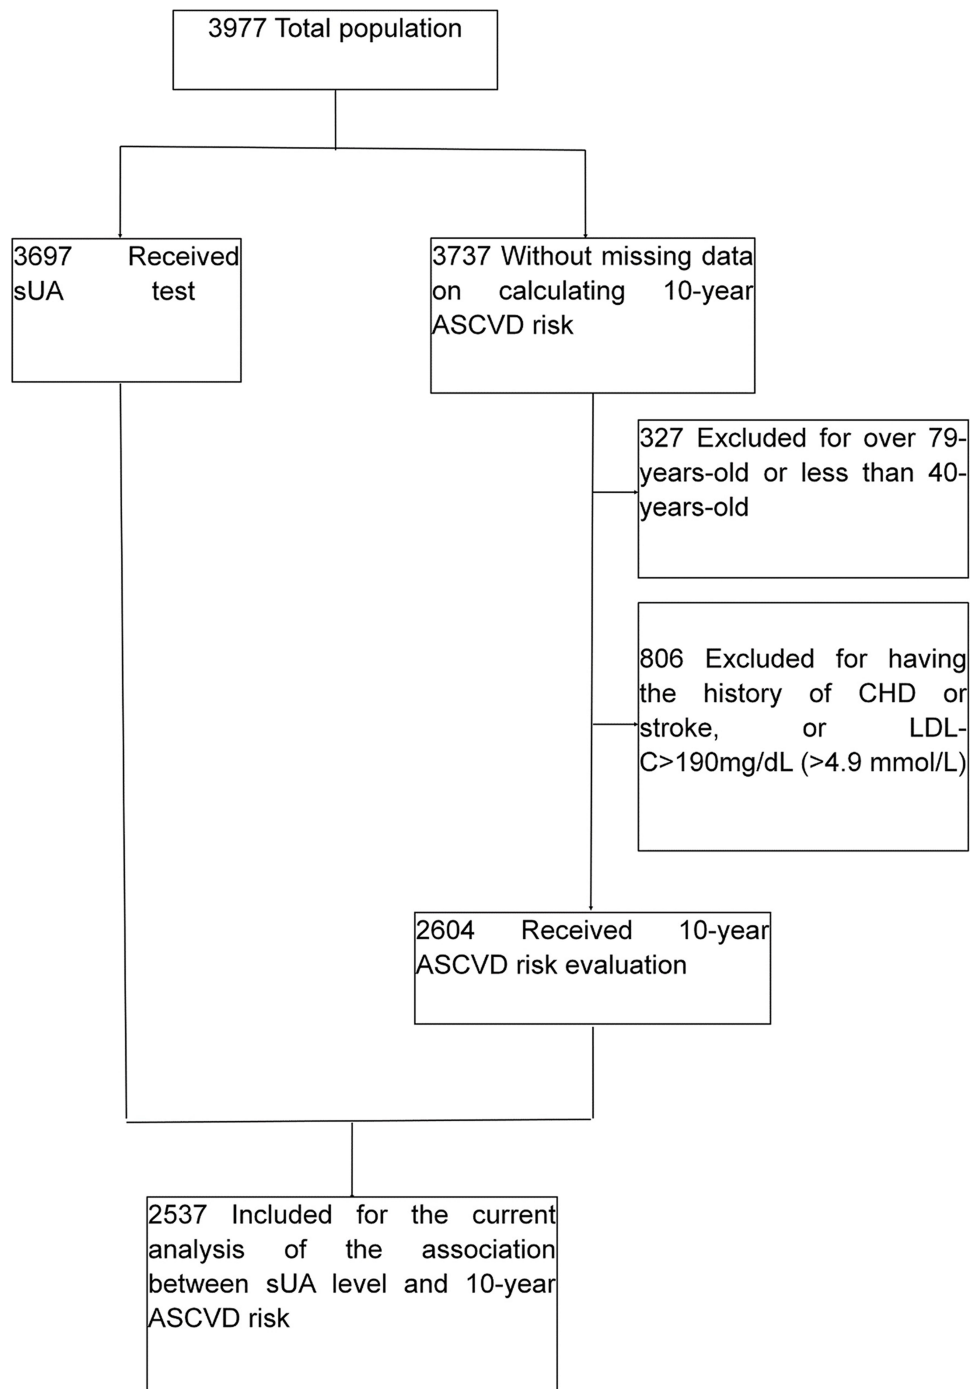 3977 Total population
3697 Received
sUA test
3737 Without missing data
on calculating 10-year
ASCVD risk
327 Excluded for over 79-
years-old or less than 40-
years-old
806 Excluded for having
the history of CHD or
stroke, or LDL-
C>190mg/dL (>4.9 mmol/L)
2604 Received 10-year
ASCVD risk evaluation
2537 Included for the current
analysis of the association
between sUA level and 10-year
ASCVD risk